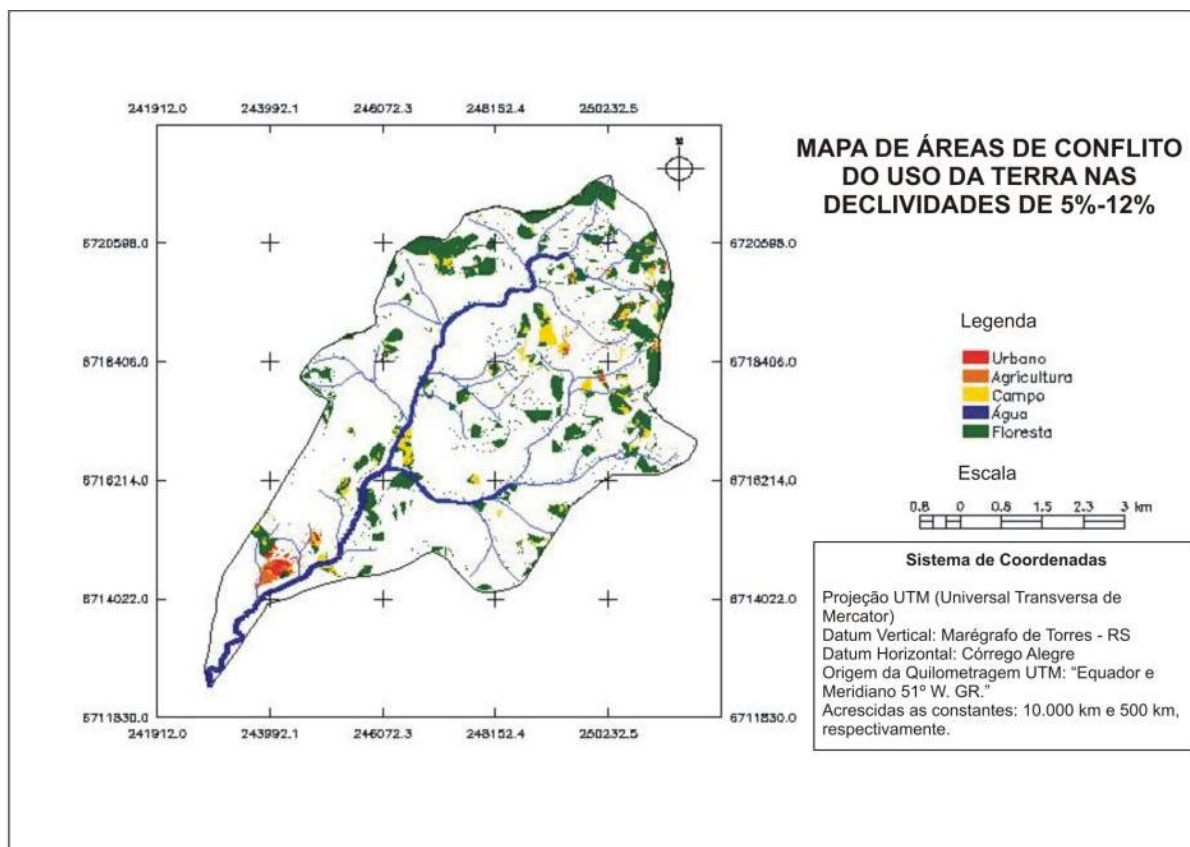 241912.0 243992.1 246072.3 248152.4 250232.5
MAPA DE ÁREAS DE CONFLITO
DO USO DA TERRA NAS
DECLIVIDADES DE 5%-12%
N
6720598.0 6720598.0
6718406.0 6718406.0
6716214.0 6716214.0
6714022.0 6714022.0
6711830.0 6711830.0
241912.0 243992.1 246072.3 248152.4 250232.5
Legenda
Urbano
Agricultura
Campo
Água
Floresta
Escala
0.8 0 0.8 1.5 2.3 3 km
Sistema de Coordenadas
Projeção UTM (Universal Transversa de
Mercator)
Datum Vertical: Marégrafo de Torres - RS
Datum Horizontal: Córrego Alegre
Origem da Quilometragem UTM: “Equador e
Meridiano 51º W. GR.”
Acrescidas as constantes: 10.000 km e 500 km,
respectivamente.